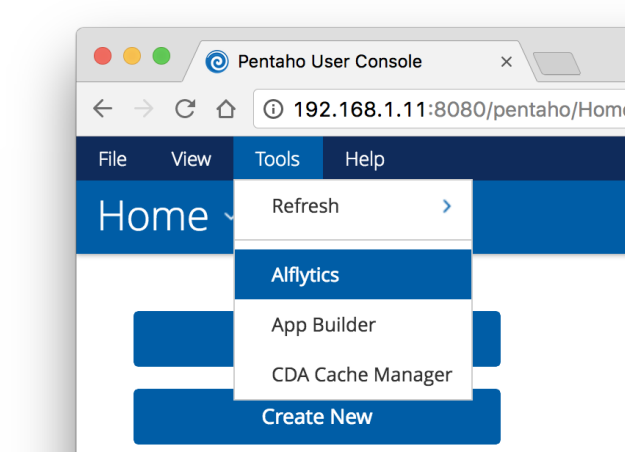 Pentaho User Console
192.168.1.11:8080/pentaho/Home
File View Tools Help
Home
Refresh
Alflytics
App Builder
CDA Cache Manager
Create New